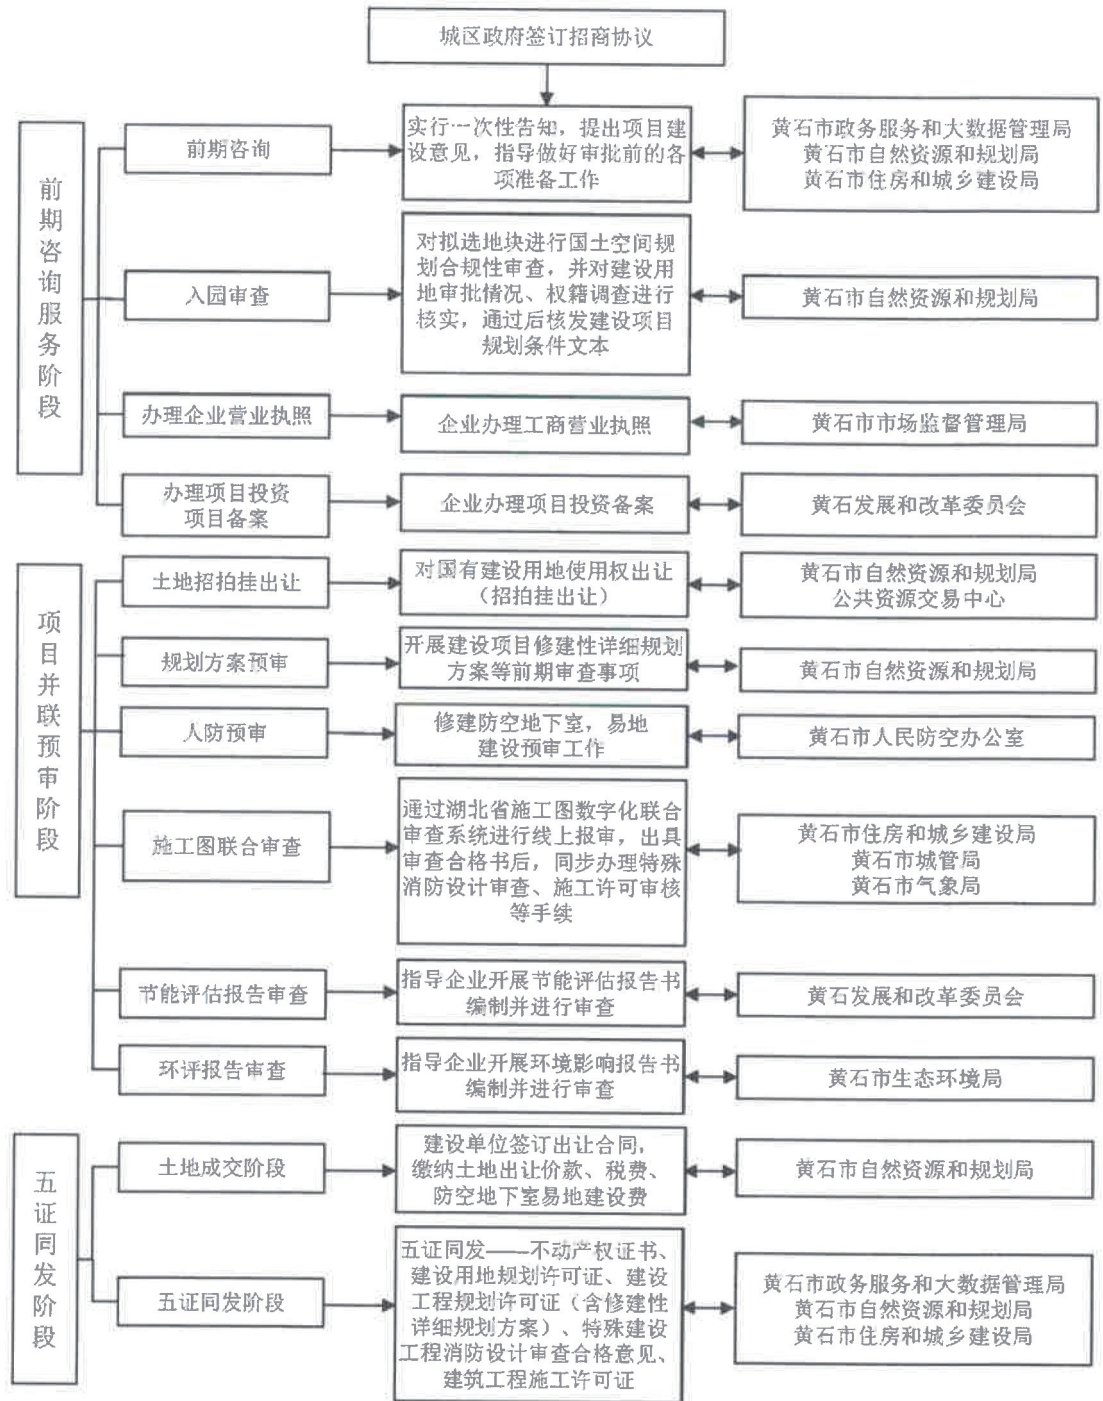 城区政府签订招商协议
前期咨询服务阶段
前期咨询
实行一次性告知，提出项目建
设意见，指导做好审批前的各
项准备工作
黄石市政务服务和大数据管理局
黄石市自然资源和规划局
黄石市住房和城乡建设局
入园审查
对拟选地块进行国土空间规
划合规性审查，并对建设用
地审批情况、权籍调查进行
核实，通过后核发建设项目
规划条件文本
黄石市自然资源和规划局
办理企业营业执照
企业办理工商营业执照
黄石市市场监督管理局
办理项目投资
项目备案
企业办理项目投资备案
黄石发展和改革委员会
项目并联预审阶段
土地招拍挂出让
对国有建设用地使用权出让
（招拍挂出让）
黄石市自然资源和规划局
公共资源交易中心
规划方案预审
开展建设项目修建性详细规划
方案等前期审查事项
黄石市自然资源和规划局
人防预审
修建防空地下室，易地
建设预审工作
黄石市人民防空办公室
施工图联合审查
通过湖北省施工图数字化联合
审查系统进行线上报审，出具
审查合格书后，同步办理特殊
消防设计审查、施工许可审核
等手续
黄石市住房和城乡建设局
黄石市城管局
黄石市气象局
节能评估报告审查
指导企业开展节能评估报告书
编制并进行审查
黄石发展和改革委员会
环评报告审查
指导企业开展环境影响报告书
编制并进行审查
黄石市生态环境局
五证同发阶段
土地成交阶段
建设单位签订出让合同，
缴纳土地出让价款、税费、
防空地下室易地建设费
黄石市自然资源和规划局
五证同发阶段
五证同发——不动产权证书、
建设用地规划许可证、建设
工程规划许可证（含修建性
详细规划方案）、特殊建设
工程消防设计审查合格意见、
建筑工程施工许可证
黄石市政务服务和大数据管理局
黄石市自然资源和规划局
黄石市住房和城乡建设局